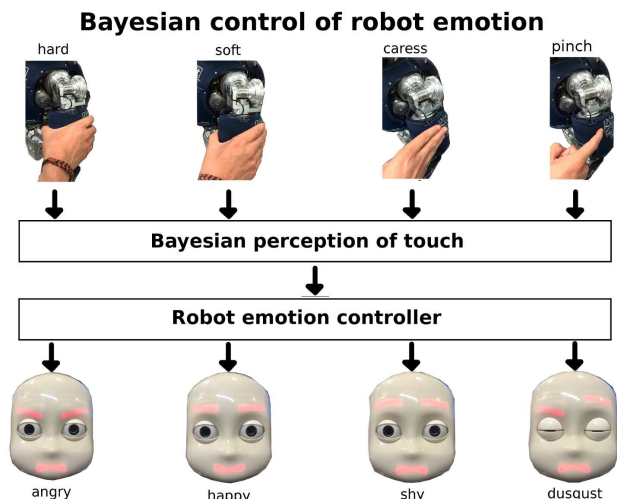 Bayesian control of robot emotion
hard soft caress pinch
Bayesian perception of touch
Robot emotion controller
angry happy shy dusgust